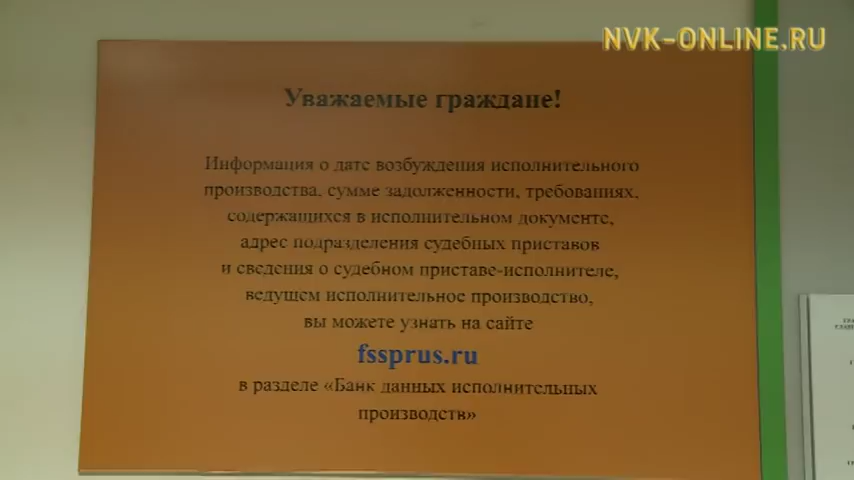 NVK-ONLINE.RU
Уважаемые граждане!
Информация о дате возбуждения исполнительного
производства, сумме задолженности, требованиях,
содержащихся в исполнительном документе,
адрес подразделения судебных приставов
и сведения о судебном приставе-исполнителе,
ведущем исполнительное производство,
вы можете узнать на сайте
fssprus.ru
в разделе «Банк данных исполнительных
производств»